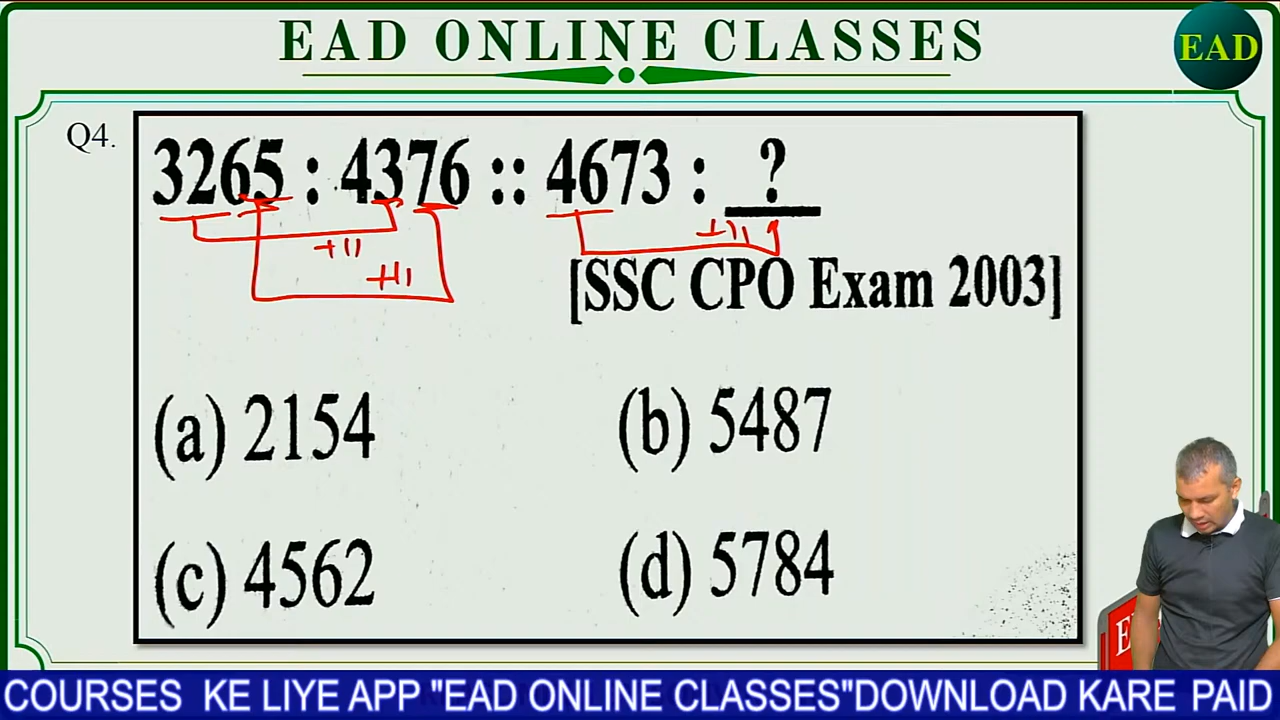 EAD ONLINE CLASSES
EAD
Q4.
3265 : 4376 :: 4673 : ?
+11
+11
+11
[SSC CPO Exam 2003]
(a) 2154
(b) 5487
(c) 4562
(d) 5784
COURSES KE LIYE APP "EAD ONLINE CLASSES"DOWNLOAD KARE PAID